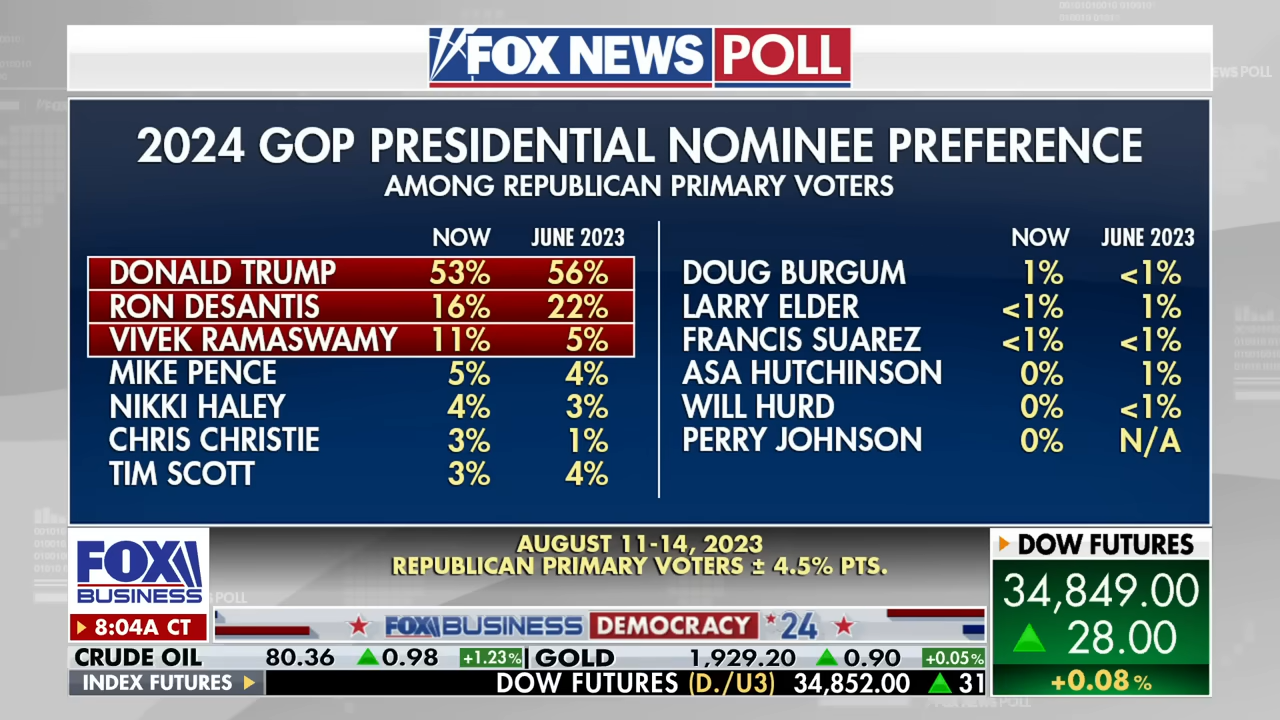 FOX NEWS POLL
2024 GOP PRESIDENTIAL NOMINEE PREFERENCE
AMONG REPUBLICAN PRIMARY VOTERS
NOW JUNE 2023
DONALD TRUMP 53% 56%
RON DESANTIS 16% 22%
VIVEK RAMASWAMY 11% 5%
MIKE PENCE 5% 4%
NIKKI HALEY 4% 3%
CHRIS CHRISTIE 3% 1%
TIM SCOTT 3% 4%
NOW JUNE 2023
DOUG BURGUM 1% <1%
LARRY ELDER <1% 1%
FRANCIS SUAREZ <1% <1%
ASA HUTCHINSON 0% 1%
WILL HURD 0% <1%
PERRY JOHNSON 0% N/A
AUGUST 11-14, 2023
REPUBLICAN PRIMARY VOTERS ± 4.5% PTS.
FOX BUSINESS
8:04A CT
FOX BUSINESS DEMOCRACY *24
DOW FUTURES
34,849.00
▲ 28.00
+0.08%
CRUDE OIL 80.36 ▲0.98 +1.23% GOLD 1,929.20 ▲0.90 +0.05%
INDEX FUTURES DOW FUTURES (D./U3) 34,852.00 ▲31